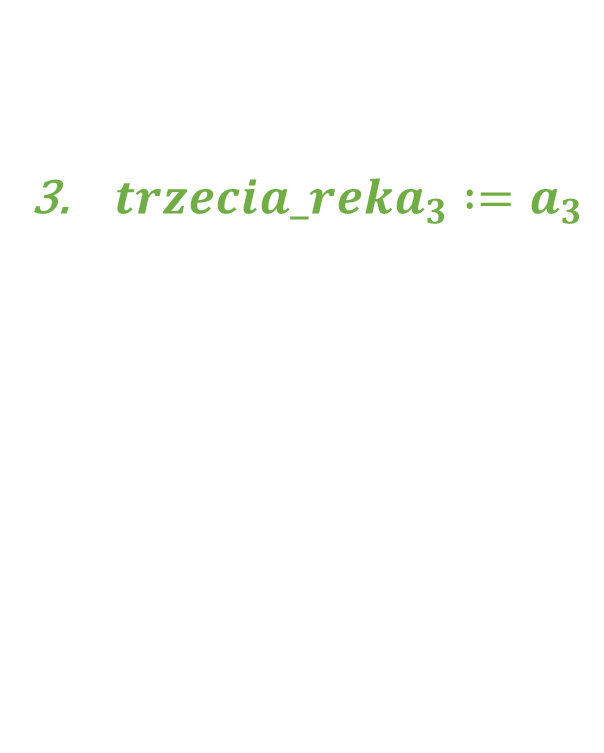 3. trzecia_reka₃ := a₃